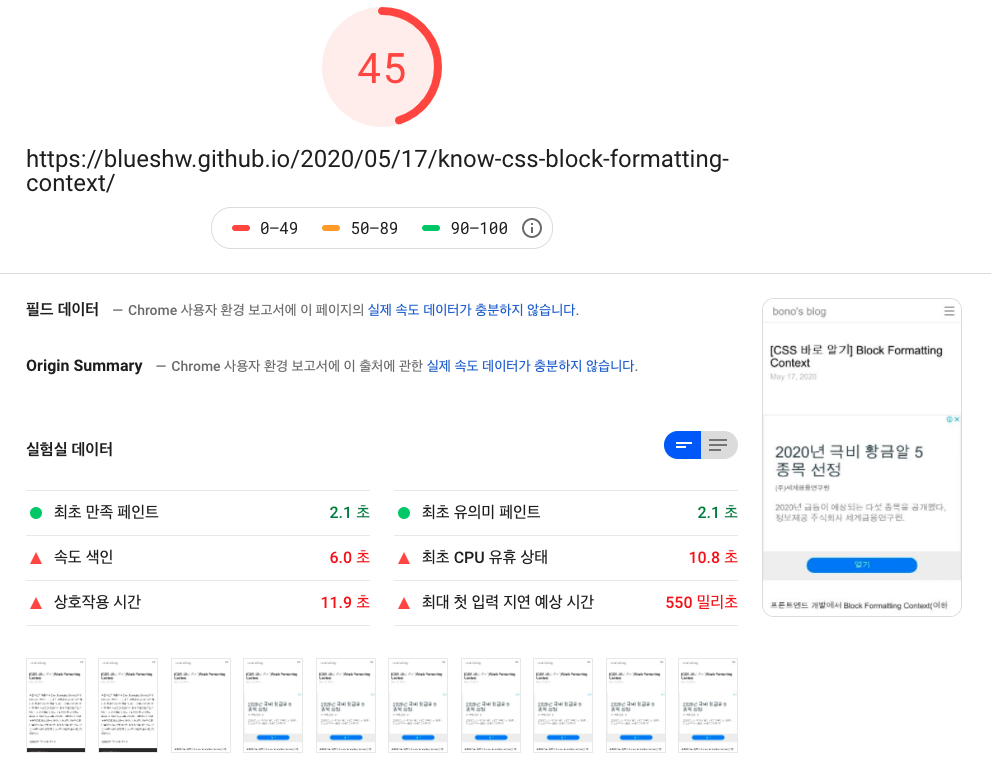 45
https://blueshw.github.io/2020/05/17/know-css-block-formatting-
context/
0–49 50–89 90–100
필드 데이터 — Chrome 사용자 환경 보고서에 이 페이지의 실제 속도 데이터가 충분하지 않습니다.
Origin Summary — Chrome 사용자 환경 보고서에 이 출처에 관한 실제 속도 데이터가 충분하지 않습니다.
실험실 데이터
최초 만족 페인트 2.1 초
최초 유의미 페인트 2.1 초
속도 색인 6.0 초
최초 CPU 유휴 상태 10.8 초
상호작용 시간 11.9 초
최대 첫 입력 지연 예상 시간 550 밀리초
bono's blog
[CSS 바로 알기] Block Formatting
Context
May 17, 2020
2020년 극비 황금알 5
종목 선정
(주)세계금융연구원
2020년 급등이 예상되는 다섯 종목을 공개했다.
정보제공 주식회사 세계금융연구원.
열기
프론트엔드 개발에서 Block Formatting Context(이하